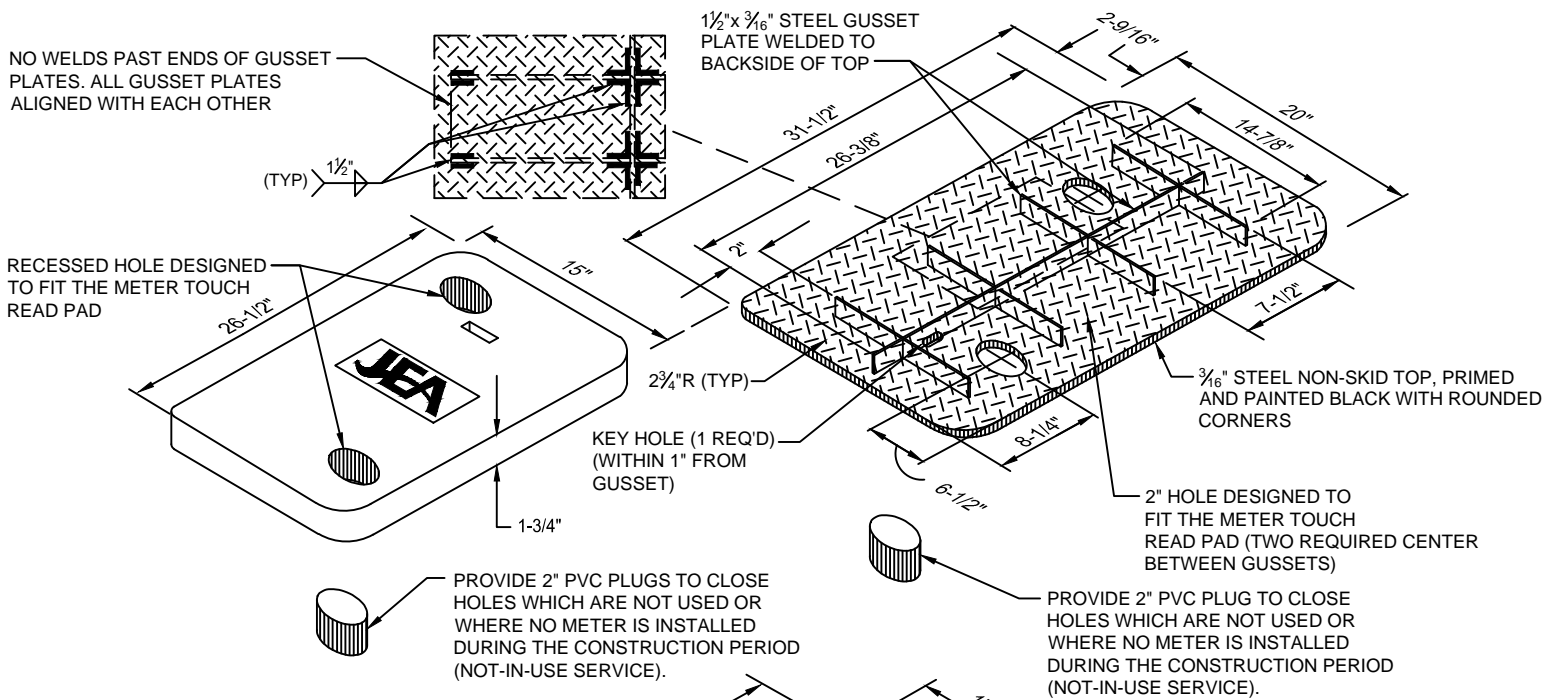 NO WELDS PAST ENDS OF GUSSET
PLATES. ALL GUSSET PLATES
ALIGNED WITH EACH OTHER
(TYP)
1½"
1½"x 3⁄16" STEEL GUSSET
PLATE WELDED TO
BACKSIDE OF TOP
2-9/16"
31-1/2"
26-3/8"
20"
14-7/8"
2"
RECESSED HOLE DESIGNED
TO FIT THE METER TOUCH
READ PAD
26-1/2"
15"
JEA
1-3/4"
2¾"R (TYP)
KEY HOLE (1 REQ'D)
(WITHIN 1" FROM
GUSSET)
7-1/2"
8-1/4"
6-1/2"
3⁄16" STEEL NON-SKID TOP, PRIMED
AND PAINTED BLACK WITH ROUNDED
CORNERS
2" HOLE DESIGNED TO
FIT THE METER TOUCH
READ PAD (TWO REQUIRED CENTER
BETWEEN GUSSETS)
PROVIDE 2" PVC PLUGS TO CLOSE
HOLES WHICH ARE NOT USED OR
WHERE NO METER IS INSTALLED
DURING THE CONSTRUCTION PERIOD
(NOT-IN-USE SERVICE).
PROVIDE 2" PVC PLUG TO CLOSE
HOLES WHICH ARE NOT USED OR
WHERE NO METER IS INSTALLED
DURING THE CONSTRUCTION PERIOD
(NOT-IN-USE SERVICE).